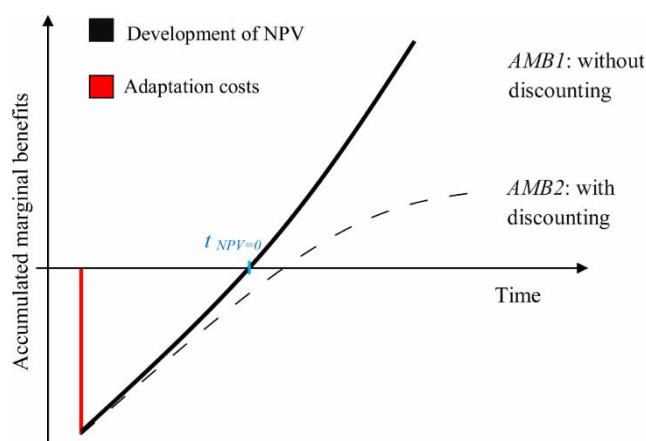 Development of NPV
Adaptation costs
Accumulated marginal benefits
AMB1: without
discounting
AMB2: with
discounting
t NPV=0
Time